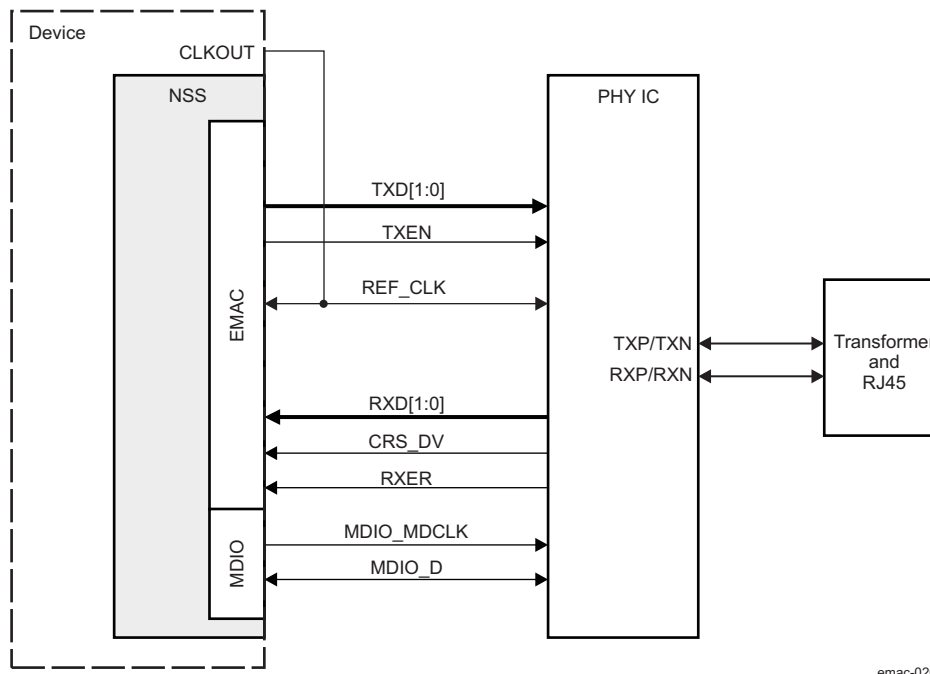 Device
CLKOUT
NSS
PHY IC
TXD[1:0]
TXEN
REF_CLK
EMAC
TXP/TXN
Transformer
and
RJ45
RXP/RXN
RXD[1:0]
CRS_DV
RXER
MDIO_MDCLK
MDIO
MDIO_D